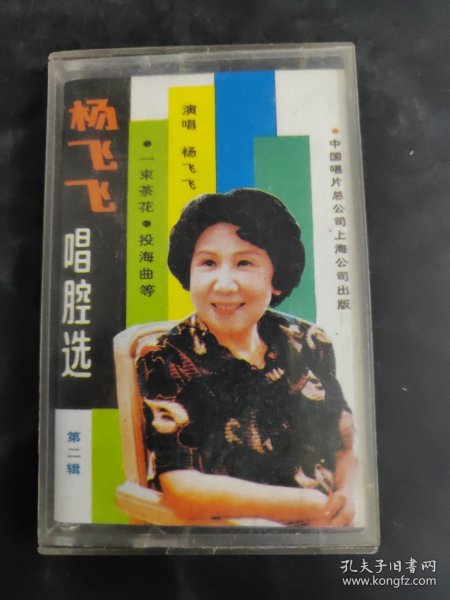 杨飞飞
唱腔选
第二辑
演唱 杨飞飞
●一束茶花●投海曲等
●中国唱片总公司上海公司出版
孔夫子旧书网
www.kongfz.com